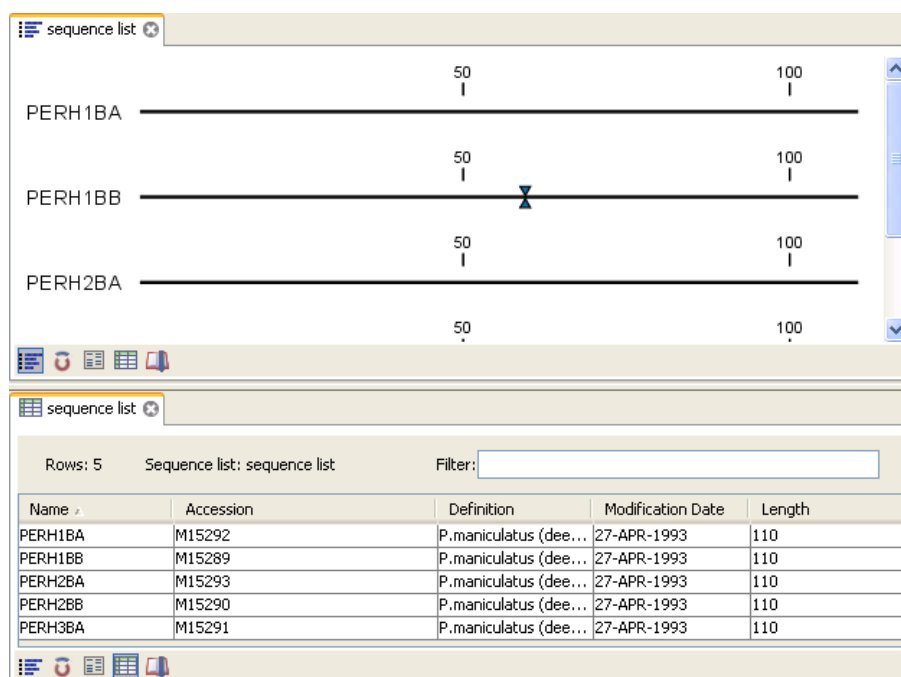 sequence list
50 100
PERH1BA
50 100
PERH1BB
50 100
PERH2BA
50 100
sequence list
Rows: 5 Sequence list: sequence list Filter:
Name Accession Definition Modification Date Length
PERH1BA M15292 P.maniculatus (dee... 27-APR-1993 110
PERH1BB M15289 P.maniculatus (dee... 27-APR-1993 110
PERH2BA M15293 P.maniculatus (dee... 27-APR-1993 110
PERH2BB M15290 P.maniculatus (dee... 27-APR-1993 110
PERH3BA M15291 P.maniculatus (dee... 27-APR-1993 110